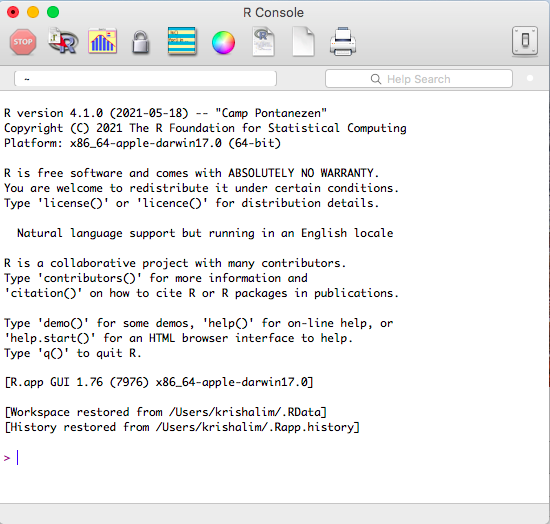 R Console
STOP
~
Help Search
R version 4.1.0 (2021-05-18) -- "Camp Pontanezen"
Copyright (C) 2021 The R Foundation for Statistical Computing
Platform: x86_64-apple-darwin17.0 (64-bit)
R is free software and comes with ABSOLUTELY NO WARRANTY.
You are welcome to redistribute it under certain conditions.
Type 'license()' or 'licence()' for distribution details.
Natural language support but running in an English locale
R is a collaborative project with many contributors.
Type 'contributors()' for more information and
'citation()' on how to cite R or R packages in publications.
Type 'demo()' for some demos, 'help()' for on-line help, or
'help.start()' for an HTML browser interface to help.
Type 'q()' to quit R.
[R.app GUI 1.76 (7976) x86_64-apple-darwin17.0]
[Workspace restored from /Users/krishalim/.RData]
[History restored from /Users/krishalim/.Rapp.history]
>